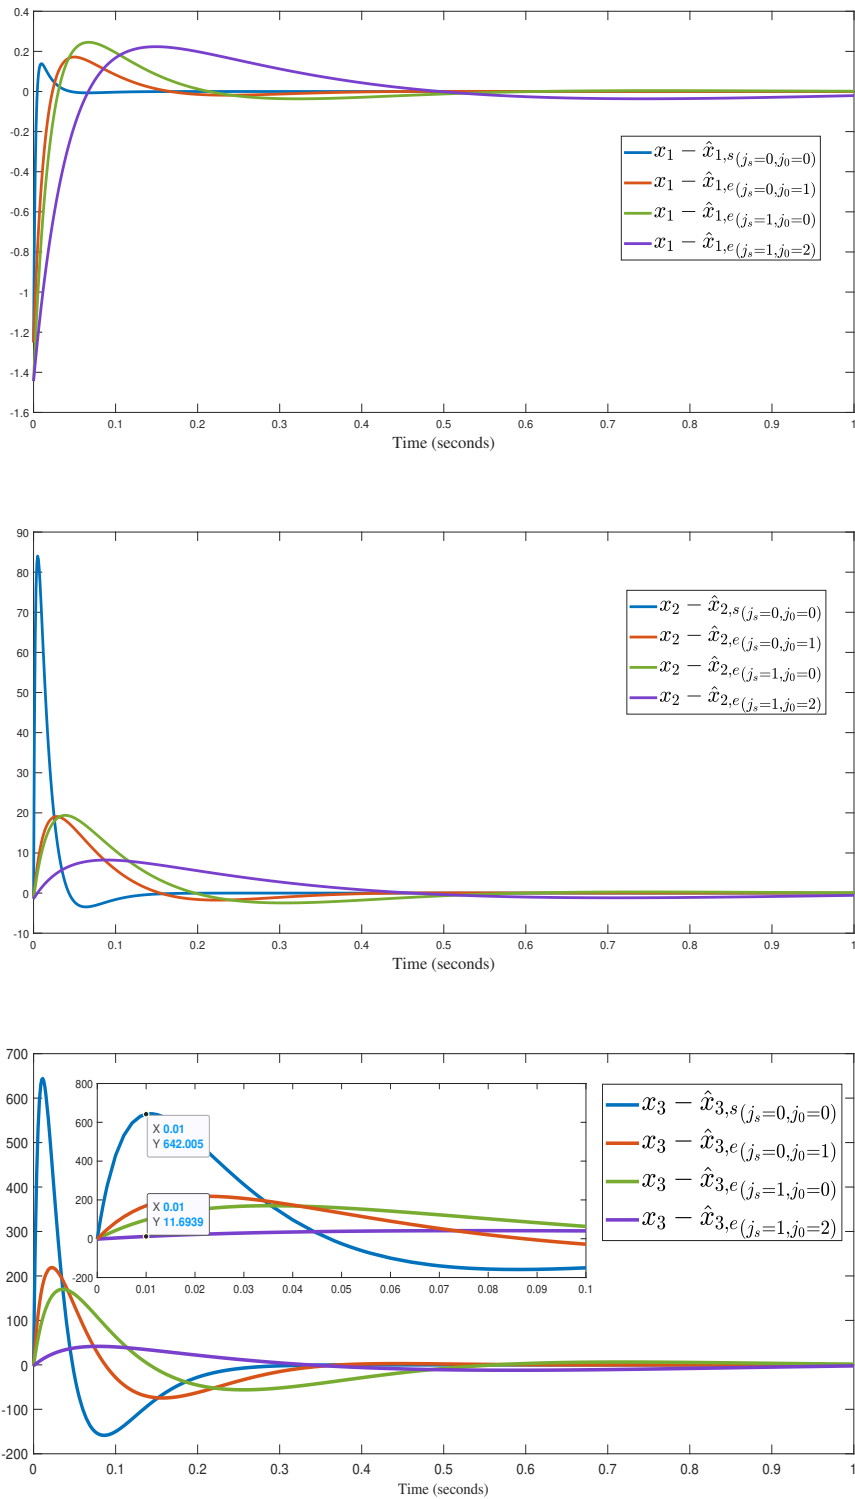 0.4
0.2
0
-0.2
-0.4
-0.6
-0.8
-1
-1.2
-1.4
-1.6
x₁ − x̂₁,ₛ(jₛ=0,j₀=0)
x₁ − x̂₁,ₑ(jₛ=0,j₀=1)
x₁ − x̂₁,ₑ(jₛ=1,j₀=0)
x₁ − x̂₁,ₑ(jₛ=1,j₀=2)
0 0.1 0.2 0.3 0.4 0.5 0.6 0.7 0.8 0.9 1
Time (seconds)
90
80
70
60
50
40
30
20
10
0
-10
x₂ − x̂₂,ₛ(jₛ=0,j₀=0)
x₂ − x̂₂,ₑ(jₛ=0,j₀=1)
x₂ − x̂₂,ₑ(jₛ=1,j₀=0)
x₂ − x̂₂,ₑ(jₛ=1,j₀=2)
0 0.1 0.2 0.3 0.4 0.5 0.6 0.7 0.8 0.9 1
Time (seconds)
700
600
500
400
300
200
100
0
-100
-200
800
600
400
200
0
-200
X 0.01
Y 642.005
X 0.01
Y 11.6939
0 0.01 0.02 0.03 0.04 0.05 0.06 0.07 0.08 0.09 0.1
x₃ − x̂₃,ₛ(jₛ=0,j₀=0)
x₃ − x̂₃,ₑ(jₛ=0,j₀=1)
x₃ − x̂₃,ₑ(jₛ=1,j₀=0)
x₃ − x̂₃,ₑ(jₛ=1,j₀=2)
0 0.1 0.2 0.3 0.4 0.5 0.6 0.7 0.8 0.9 1
Time (seconds)